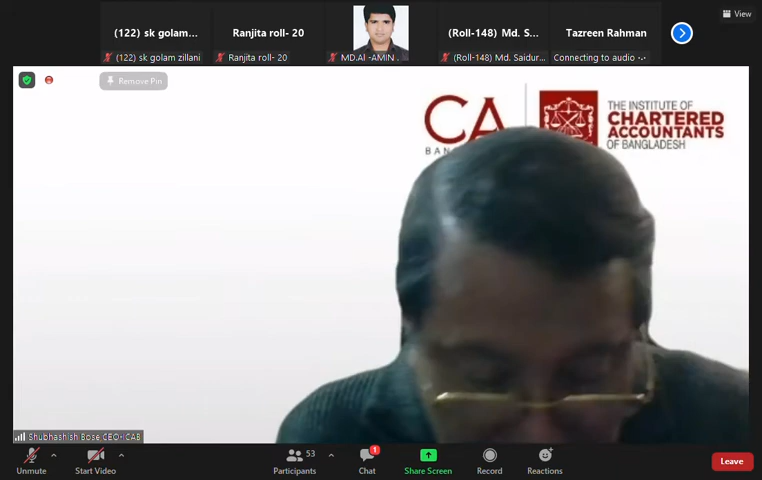 View
(122) sk golam...
Ranjita roll- 20
(Roll-148) Md. S...
Tazreen Rahman
(122) sk golam zillani
Ranjita roll- 20
MD.Al -AMIN .
(Roll-148) Md. Saidur...
Connecting to audio
Remove Pin
CA
THE INSTITUTE OF
CHARTERED
ACCOUNTANTS
OF BANGLADESH
Shubhashish Bose CEO-ICAB
Unmute
Start Video
53
Participants
1
Chat
Share Screen
Record
Reactions
Leave